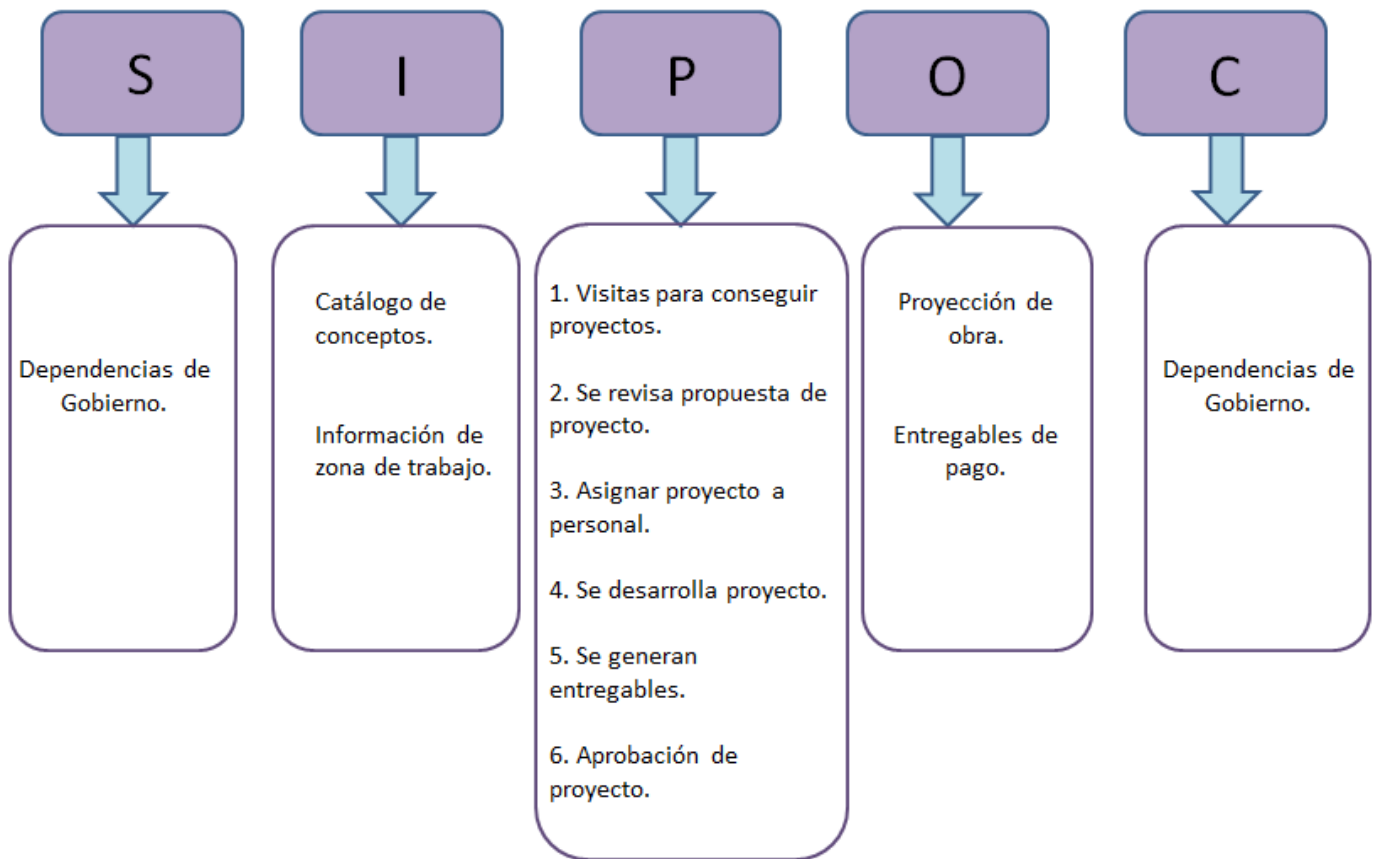 S
I
P
O
C
Dependencias de
Gobierno.
Catálogo de
conceptos.
Información de
zona de trabajo.
1. Visitas para conseguir
proyectos.
2. Se revisa propuesta de
proyecto.
3. Asignar proyecto a
personal.
4. Se desarrolla proyecto.
5. Se generan
entregables.
6. Aprobación de
proyecto.
Proyección de
obra.
Entregables de
pago.
Dependencias de
Gobierno.